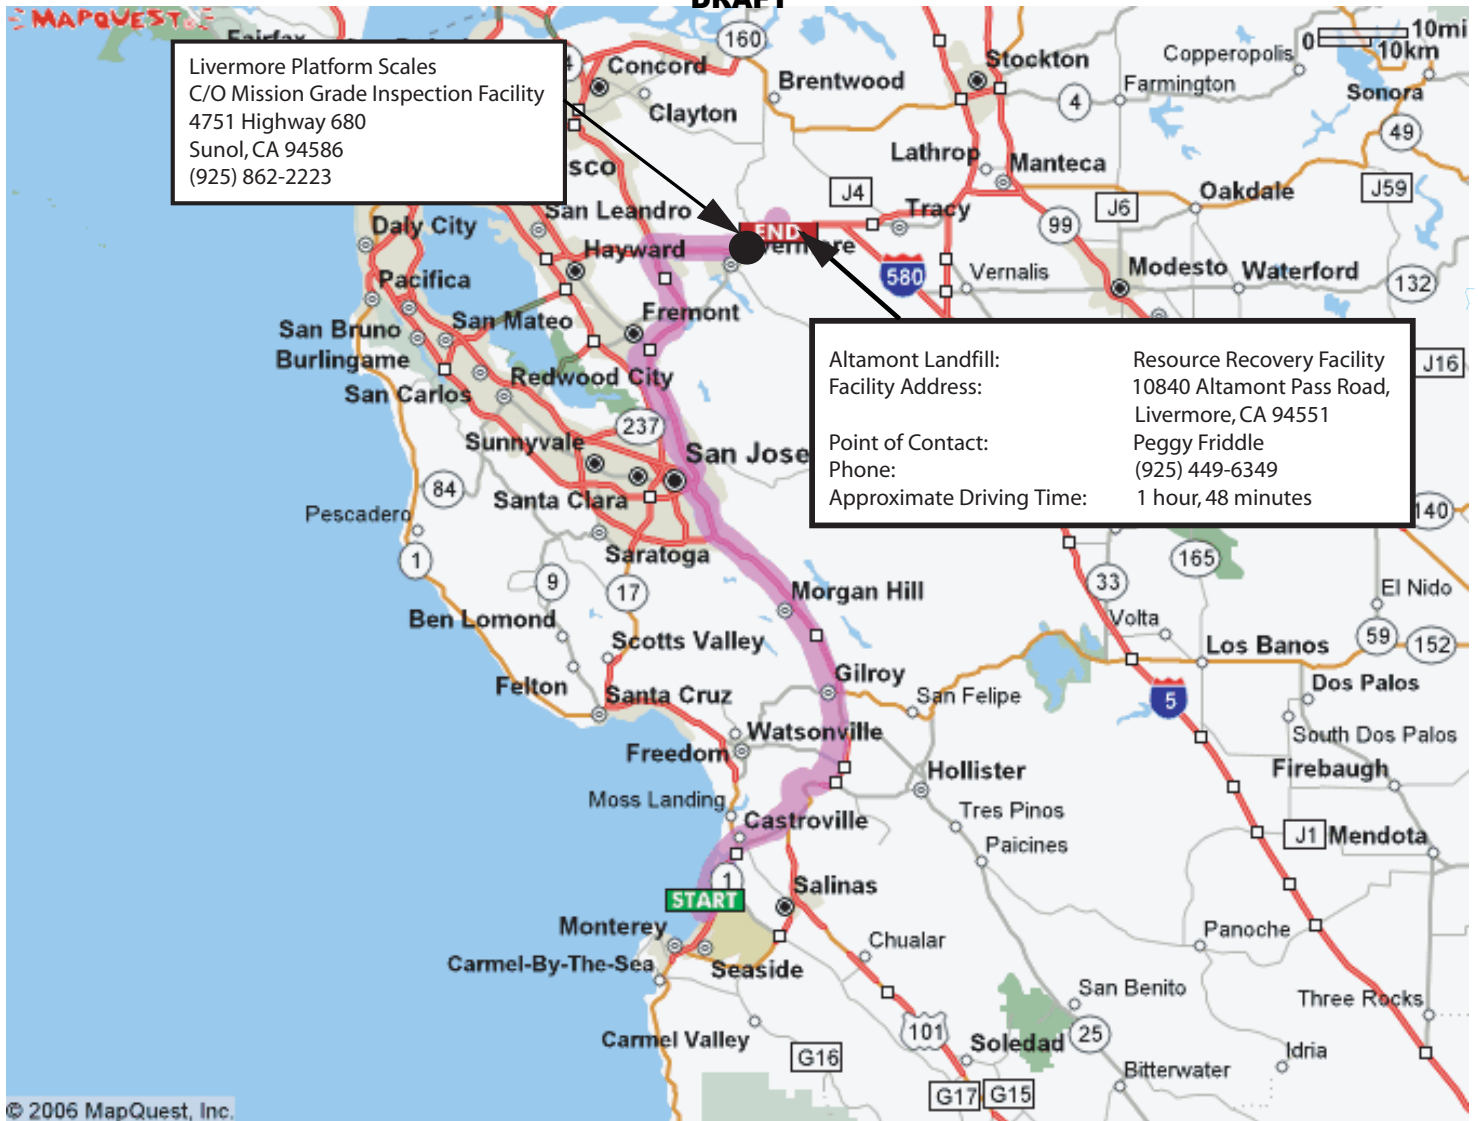 DRAFT
MAPQUEST
10mi
0
10km
Fairfax
160
Concord
Clayton
Brentwood
Stockton
Copperopolis
Farmington
4
Sonora
49
Livermore Platform Scales
C/O Mission Grade Inspection Facility
4751 Highway 680
Sunol, CA 94586
(925) 862-2223
sco
Lathrop
Manteca
J4
J6
Oakdale
J59
Daly City
San Leandro
Hayward
END
vermore
Tracy
99
Pacifica
580
Vernalis
Modesto
Waterford
132
San Bruno
San Mateo
Fremont
Burlingame
Redwood City
San Carlos
J16
Altamont Landfill: Resource Recovery Facility
Facility Address: 10840 Altamont Pass Road,
Livermore, CA 94551
Point of Contact: Peggy Friddle
Phone: (925) 449-6349
Approximate Driving Time: 1 hour, 48 minutes
237
Sunnyvale
San Jose
84
Santa Clara
Pescadero
140
Saratoga
165
1
9
17
Morgan Hill
33
El Nido
Ben Lomond
Scotts Valley
Volta
Los Banos
59
152
Gilroy
San Felipe
Felton
Santa Cruz
5
Dos Palos
Watsonville
South Dos Palos
Freedom
Hollister
Firebaugh
Moss Landing
Castroville
Tres Pinos
Paicines
J1
Mendota
1
START
Salinas
Monterey
Chualar
Panoche
Carmel-By-The-Sea
Seaside
San Benito
Three Rocks
Carmel Valley
101
Soledad
25
G16
Idria
Bitterwater
G17
G15
© 2006 MapQuest, Inc.